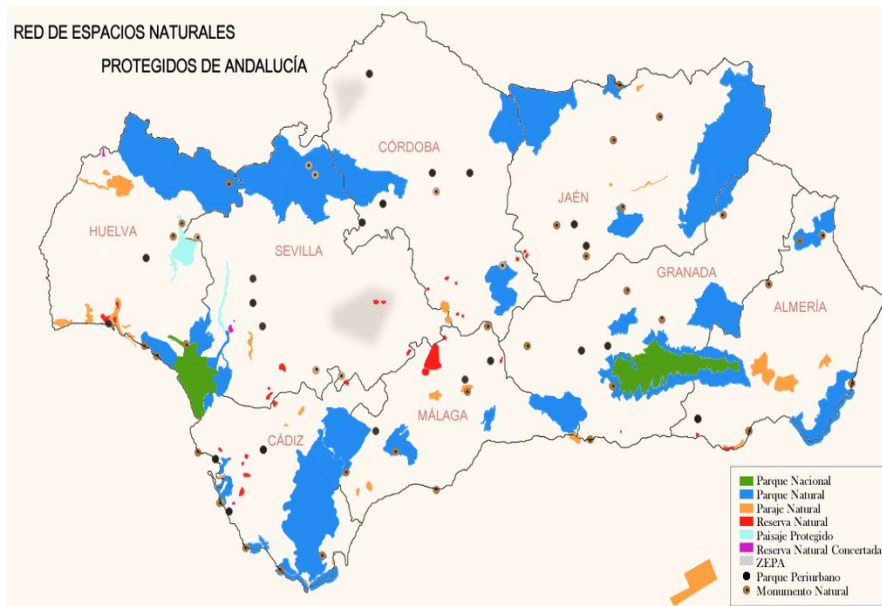 RED DE ESPACIOS NATURALES
PROTEGIDOS DE ANDALUCÍA
CÓRDOBA
JAÉN
HUELVA
SEVILLA
GRANADA
ALMERÍA
MÁLAGA
CÁDIZ
Parque Nacional
Parque Natural
Paraje Natural
Reserva Natural
Paisaje Protegido
Reserva Natural Concertada
ZEPA
Parque Periurbano
Monumento Natural